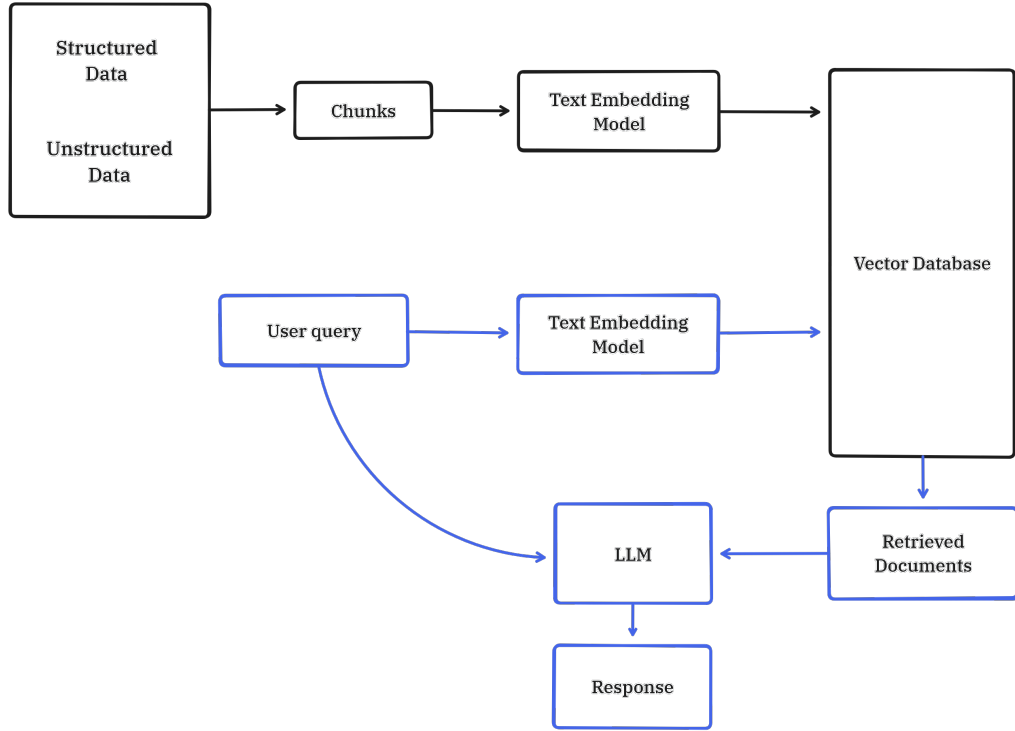 Structured
Data
Unstructured
Data
Chunks
Text Embedding
Model
Vector Database
User query
Text Embedding
Model
LLM
Retrieved
Documents
Response